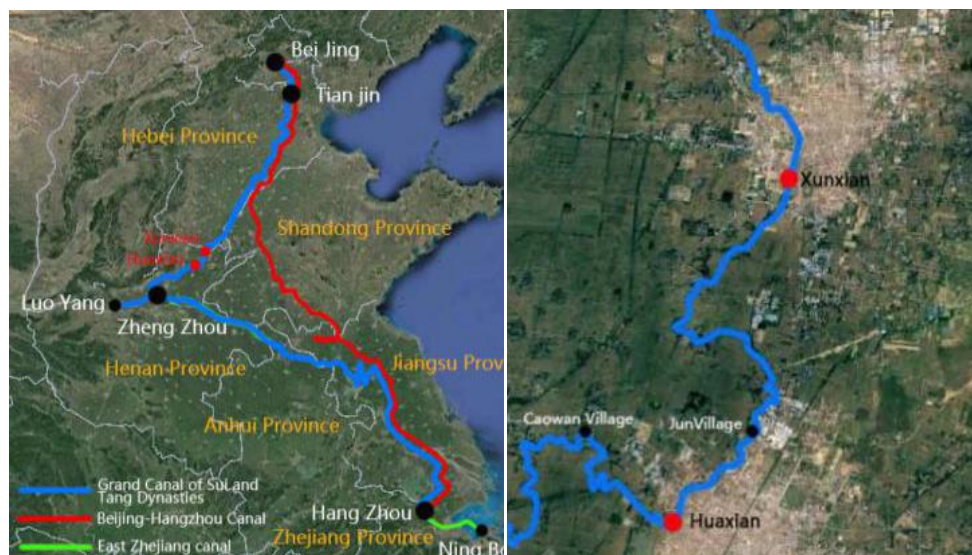 Bei Jing
Tian jin
Hebei Province
Shandong Province
Luo Yang
Zheng Zhou
Henan Province
Jiangsu Prov
Anhui Province
Grand Canal of Sui and
Tang Dynasties
Beijing-Hangzhou Canal
East Zhejiang canal
Hang Zhou
Zhejiang Province
Ning B
Xunxian
Caowan Village
JunVillage
Huaxian